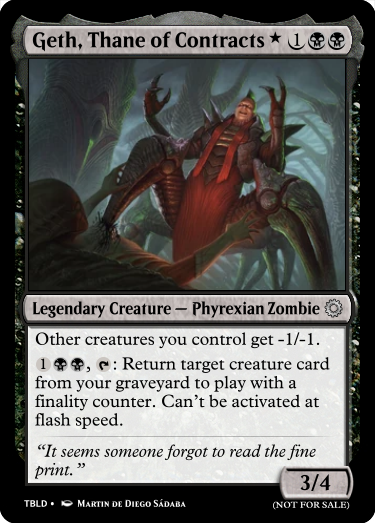 Geth, Thane of Contracts ★ 1
Legendary Creature — Phyrexian Zombie
Other creatures you control get -1/-1.
1, : Return target creature card
from your graveyard to play with a
finality counter. Can't be activated at
flash speed.
“It seems someone forgot to read the fine
print.”
3/4
TBLD • Martin de Diego Sádaba
(NOT FOR SALE)